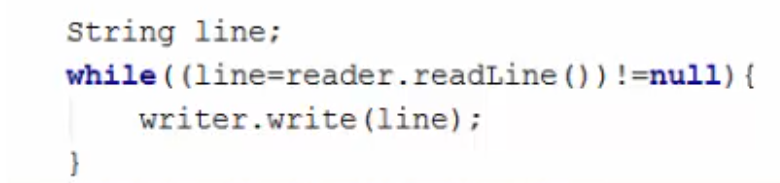 String line;
while((line=reader.readLine())!=null){
    writer.write(line);
}